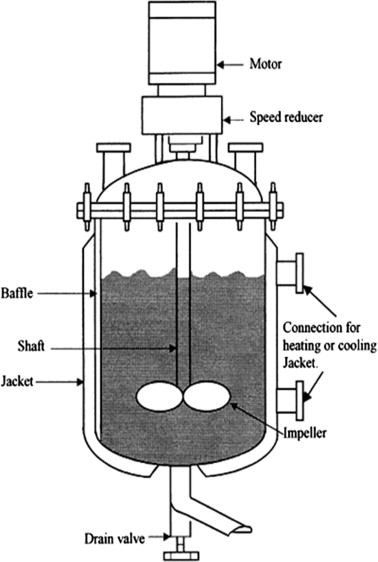 Motor
Speed reducer
Baffle
Connection for
heating or cooling
Jacket.
Shaft
Jacket
Impeller
Drain valve